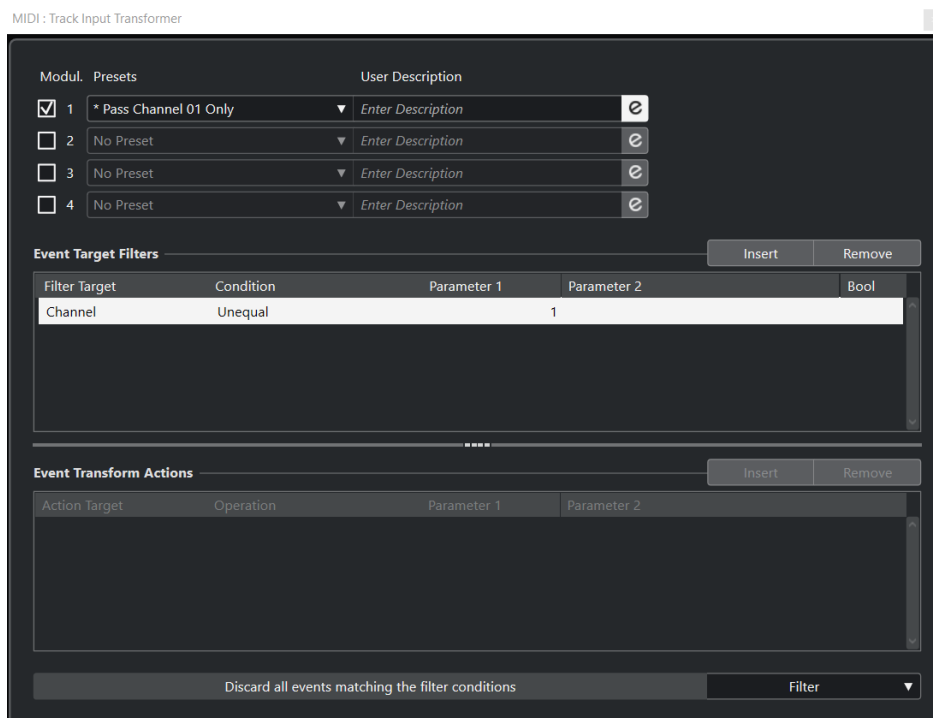 MIDI : Track Input Transformer
Modul. Presets User Description
1 * Pass Channel 01 Only ▼ Enter Description e
2 No Preset ▼ Enter Description e
3 No Preset ▼ Enter Description e
4 No Preset ▼ Enter Description e
Event Target Filters Insert Remove
Filter Target Condition Parameter 1 Parameter 2 Bool
Channel Unequal 1
Event Transform Actions Insert Remove
Action Target Operation Parameter 1 Parameter 2
Discard all events matching the filter conditions Filter ▼